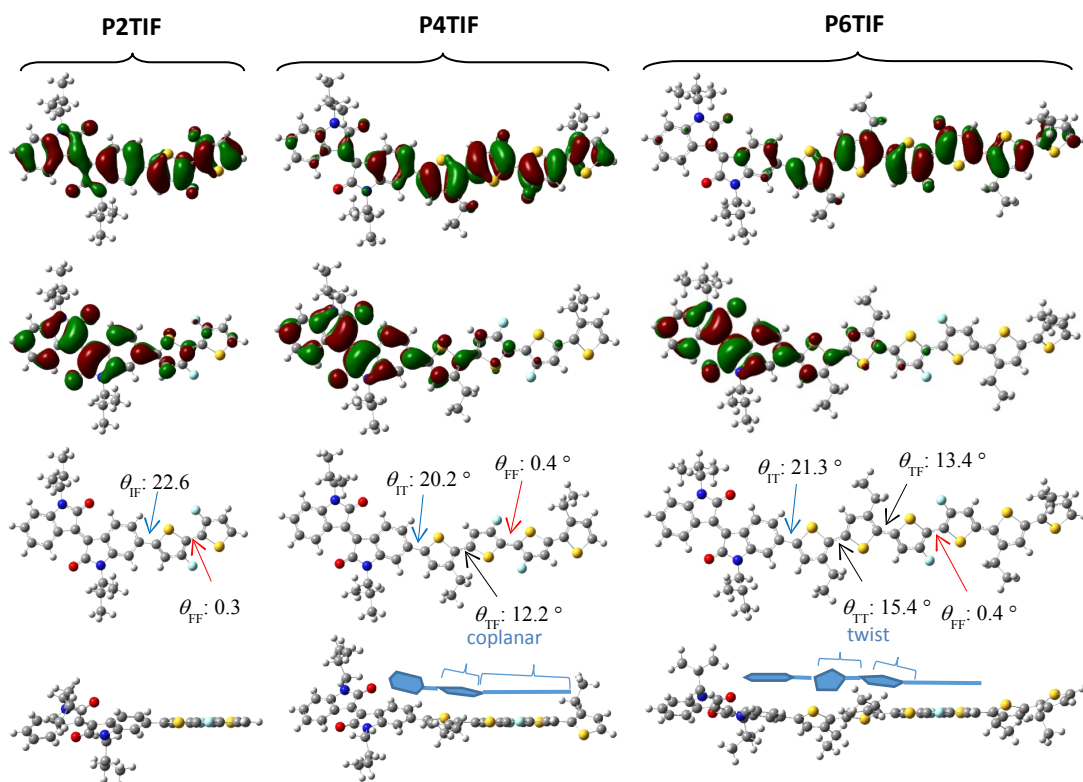 P2TIF
P4TIF
P6TIF
θIF: 22.6
θFF: 0.3
θIT: 20.2 °
θFF: 0.4 °
θTF: 12.2 °
coplanar
θIT: 21.3 °
θTF: 13.4 °
θTT: 15.4 °
θFF: 0.4 °
twist